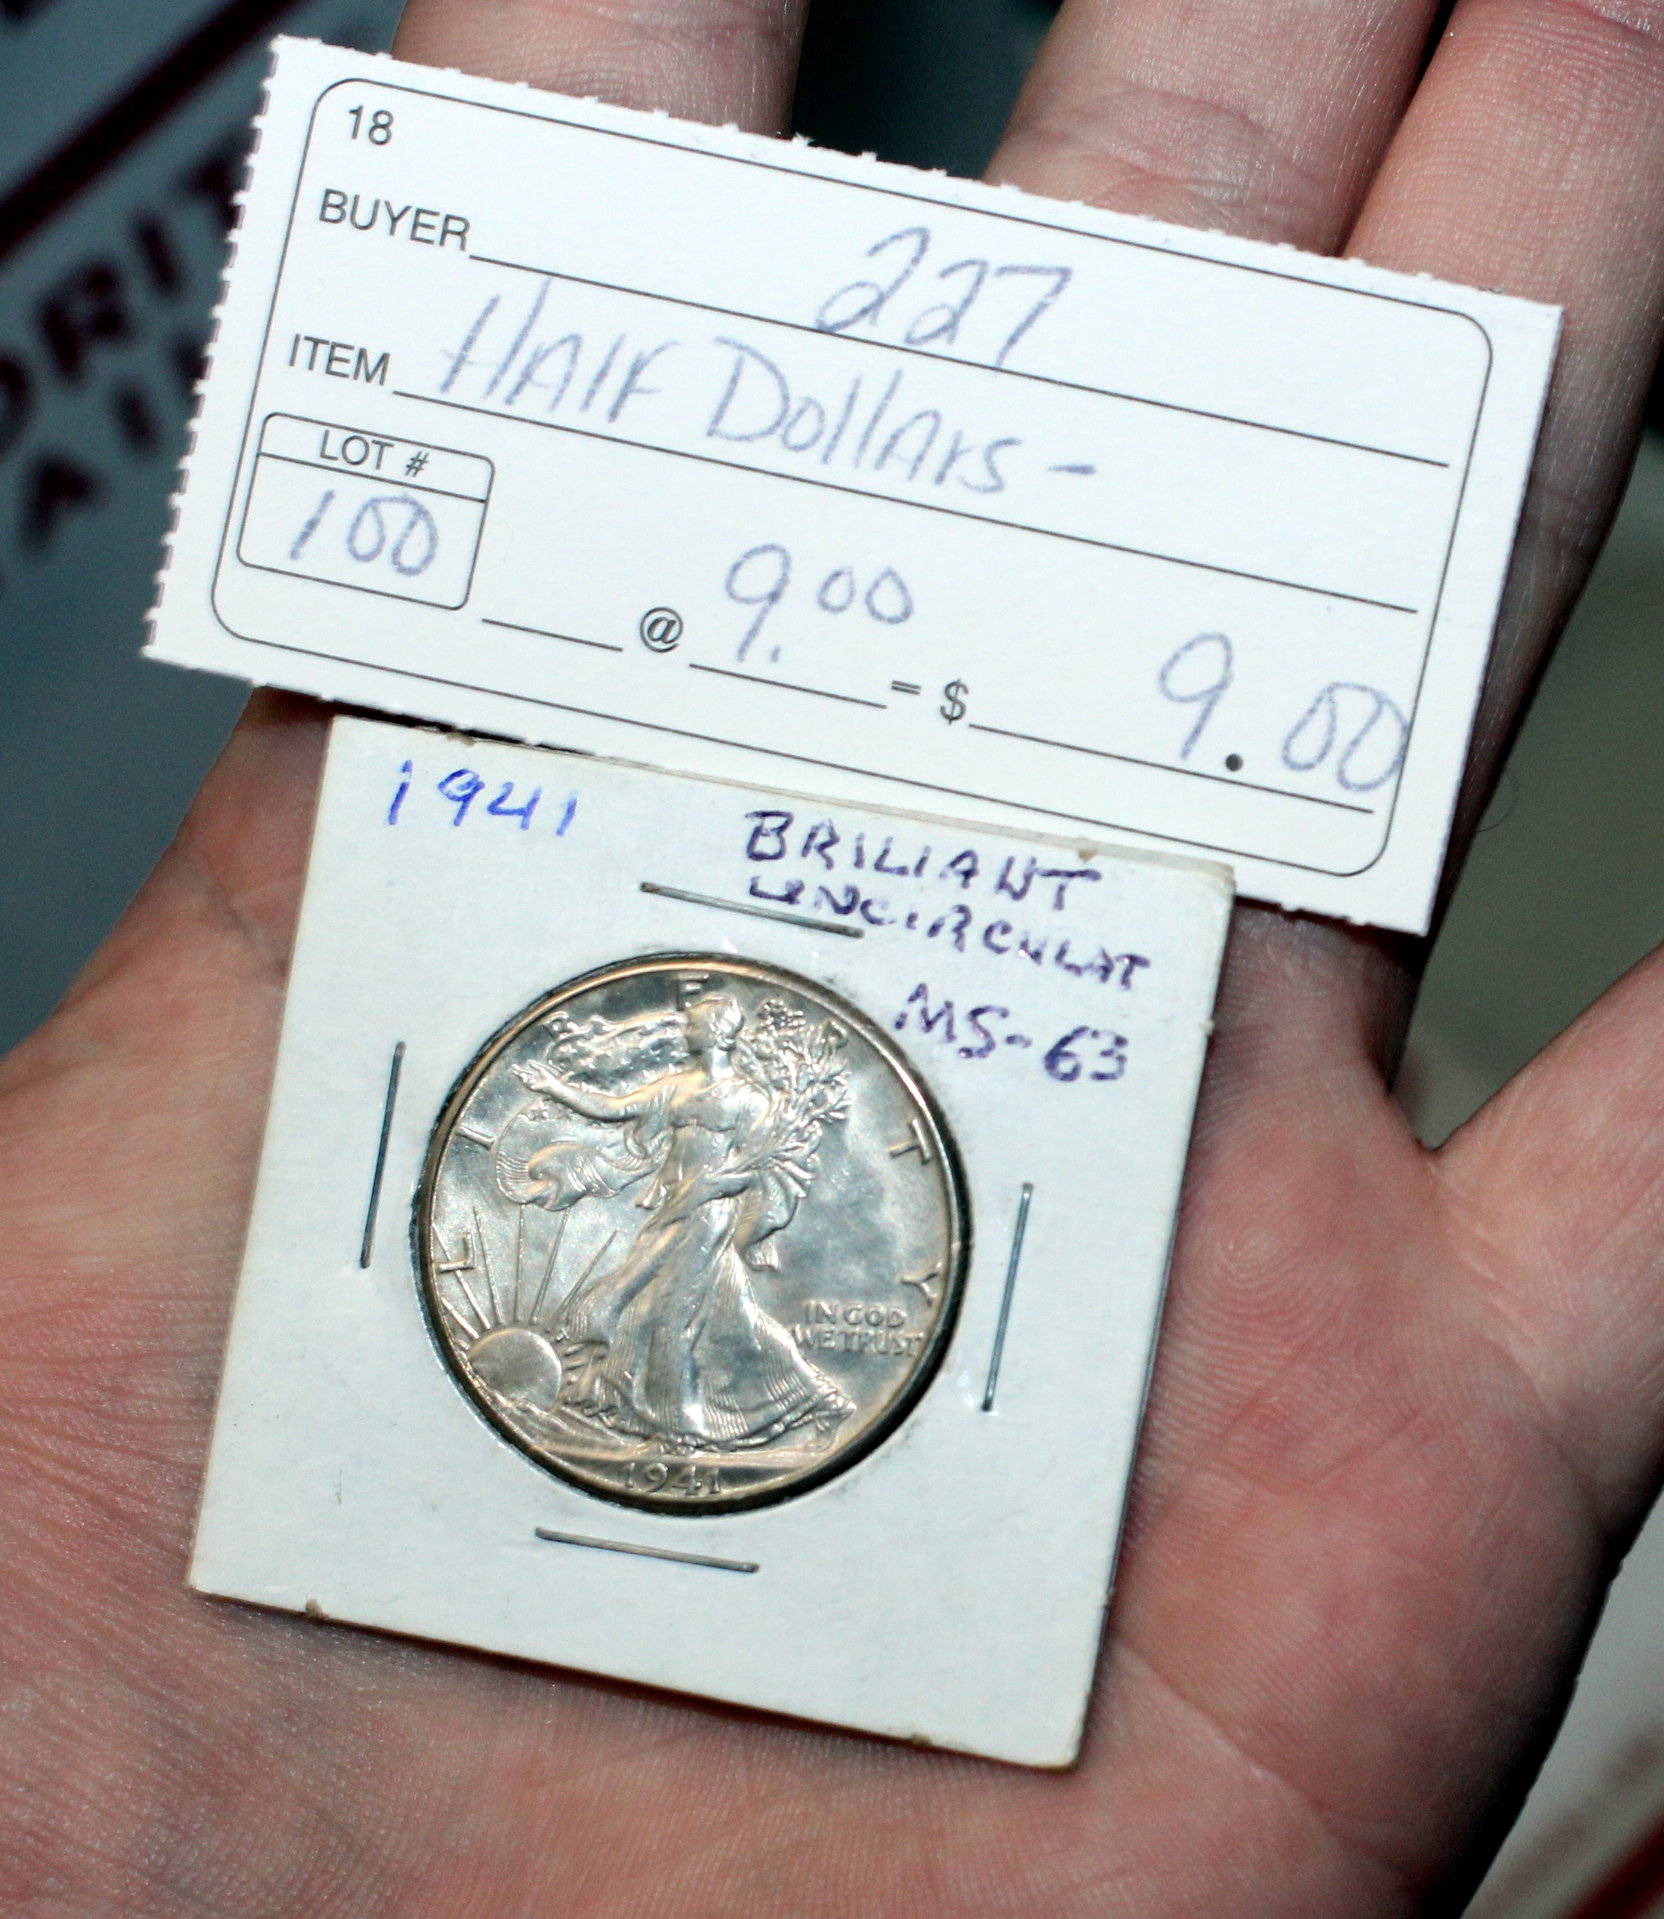 18
BUYER 227
ITEM HAlF DollArs -
LOT #
100
@ 9.00 = $ 9.00
1941
BRILIANT
UNCIRCULAT
MS-63
LIBERTY
IN GOD
WE TRUST
1941